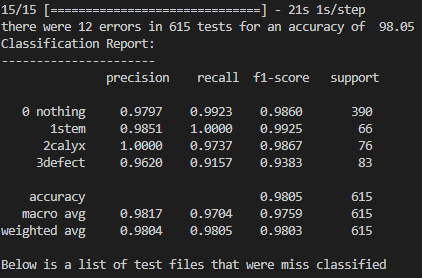 15/15 [==============================] - 21s 1s/step
there were 12 errors in 615 tests for an accuracy of  98.05
Classification Report:
----------------------
              precision    recall  f1-score   support

   0 nothing     0.9797    0.9923    0.9860       390
       1stem     0.9851    1.0000    0.9925        66
      2calyx     1.0000    0.9737    0.9867        76
     3defect     0.9620    0.9157    0.9383        83

    accuracy                         0.9805       615
   macro avg     0.9817    0.9704    0.9759       615
weighted avg     0.9804    0.9805    0.9803       615

Below is a list of test files that were miss classified